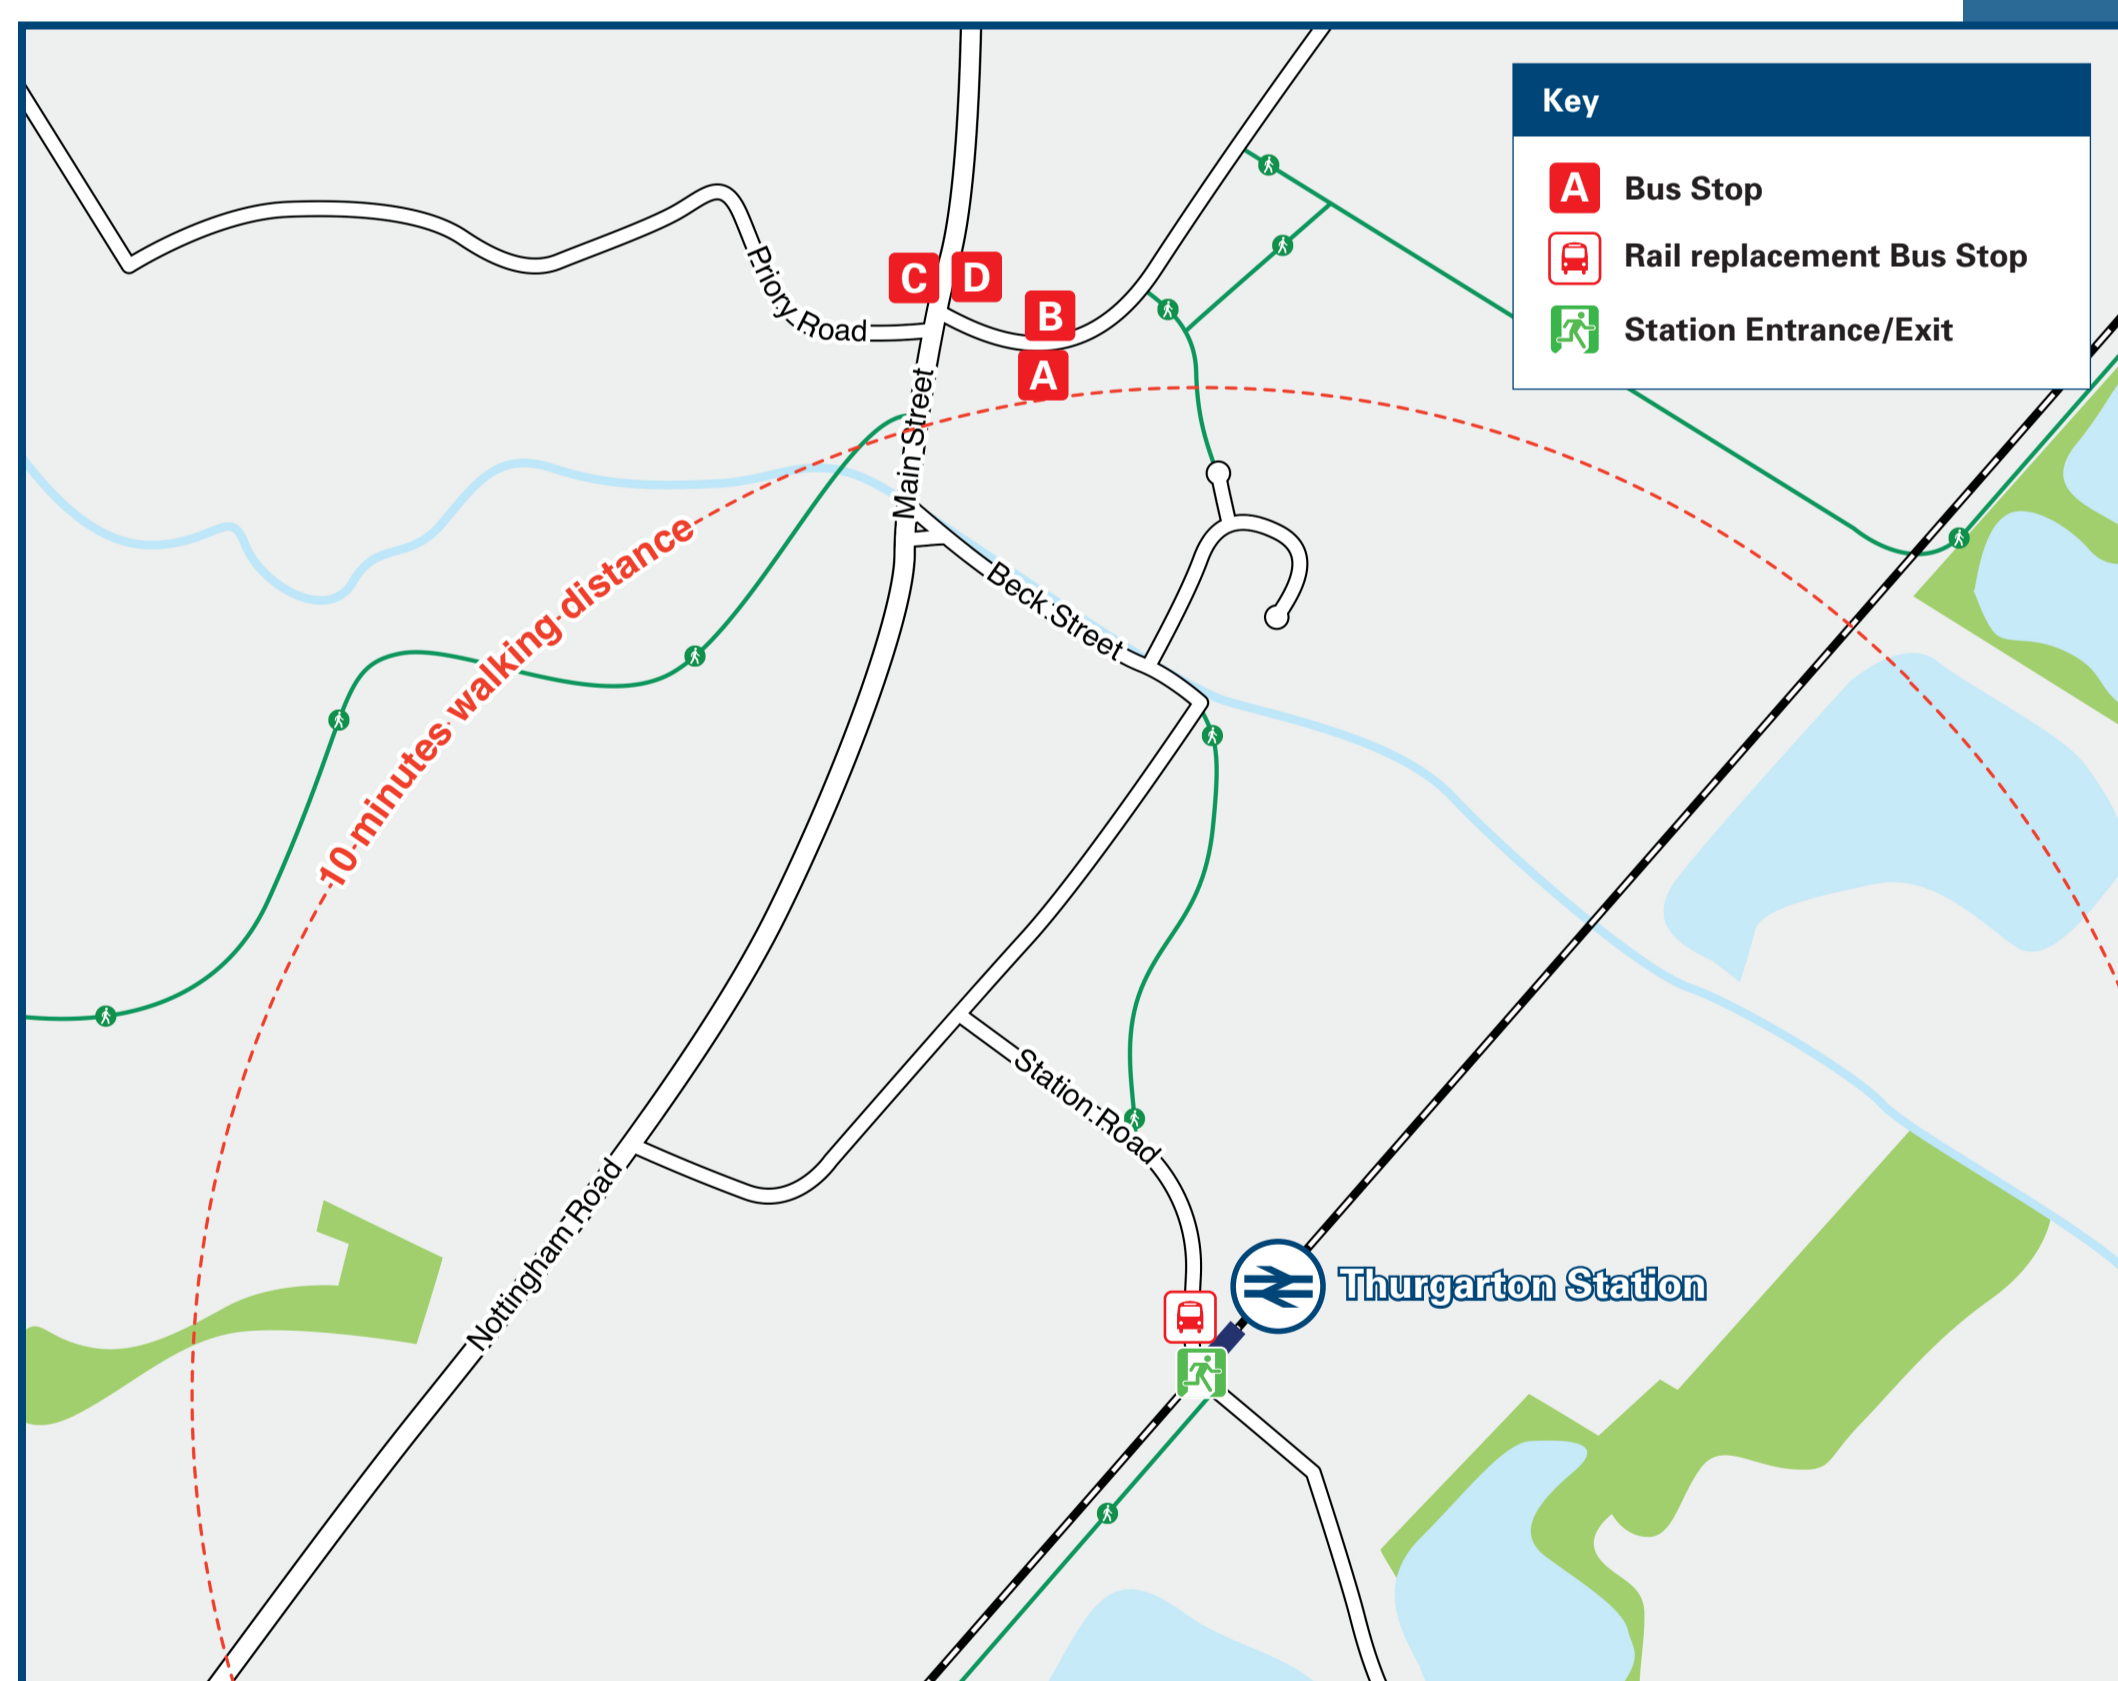 Key
A Bus Stop
Rail replacement Bus Stop
Station Entrance/Exit
Priory Road
C
D
B
A
Main Street
10 minutes walking distance
Beck Street
Station Road
Nottingham Road
Thurgarton Station